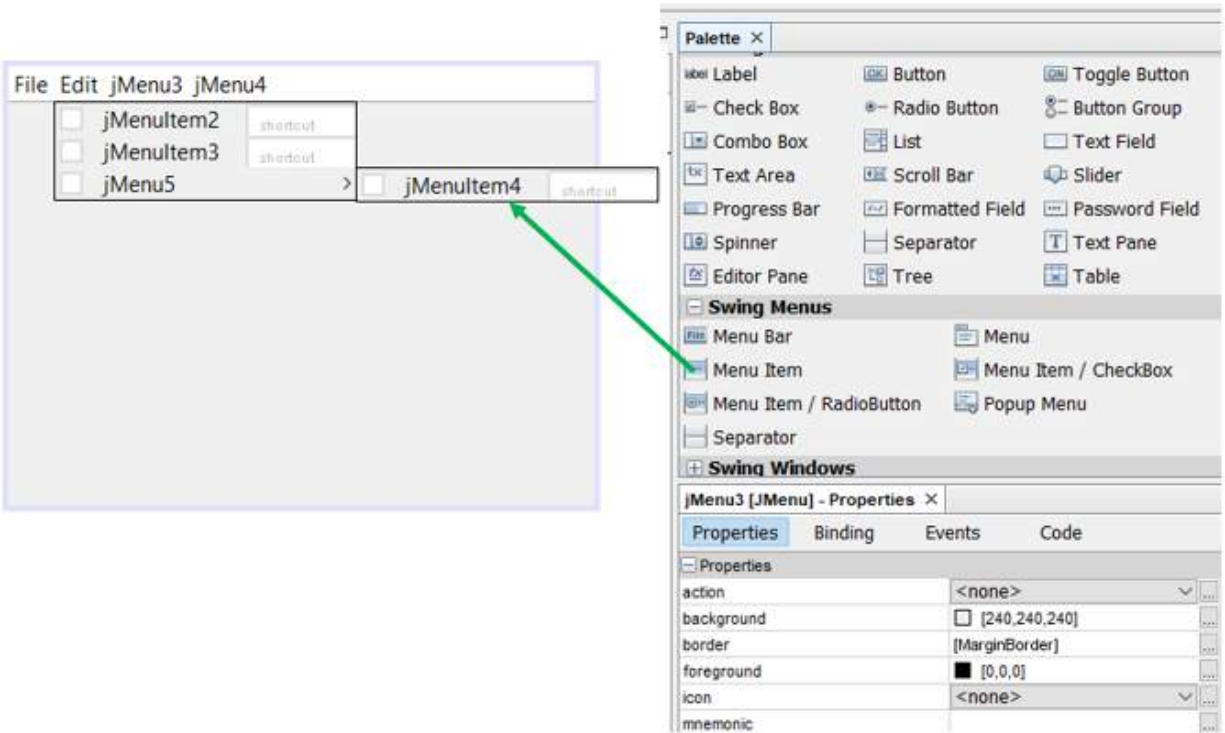 File Edit jMenu3 jMenu4
jMenuItem2 shortcut
jMenuItem3 shortcut
jMenu5 >
jMenuItem4 shortcut
Palette ×
label Label
OK Button
ON Toggle Button
Check Box
Radio Button
Button Group
Combo Box
List
Text Field
Text Area
Scroll Bar
Slider
Progress Bar
Formatted Field
Password Field
Spinner
Separator
Text Pane
Editor Pane
Tree
Table
Swing Menus
File Menu Bar
Menu
Menu Item
Menu Item / CheckBox
Menu Item / RadioButton
Popup Menu
Separator
Swing Windows
jMenu3 [JMenu] - Properties ×
Properties Binding Events Code
Properties
action <none> ...
background [240,240,240] ...
border [MarginBorder] ...
foreground [0,0,0] ...
icon <none> ...
mnemonic ...